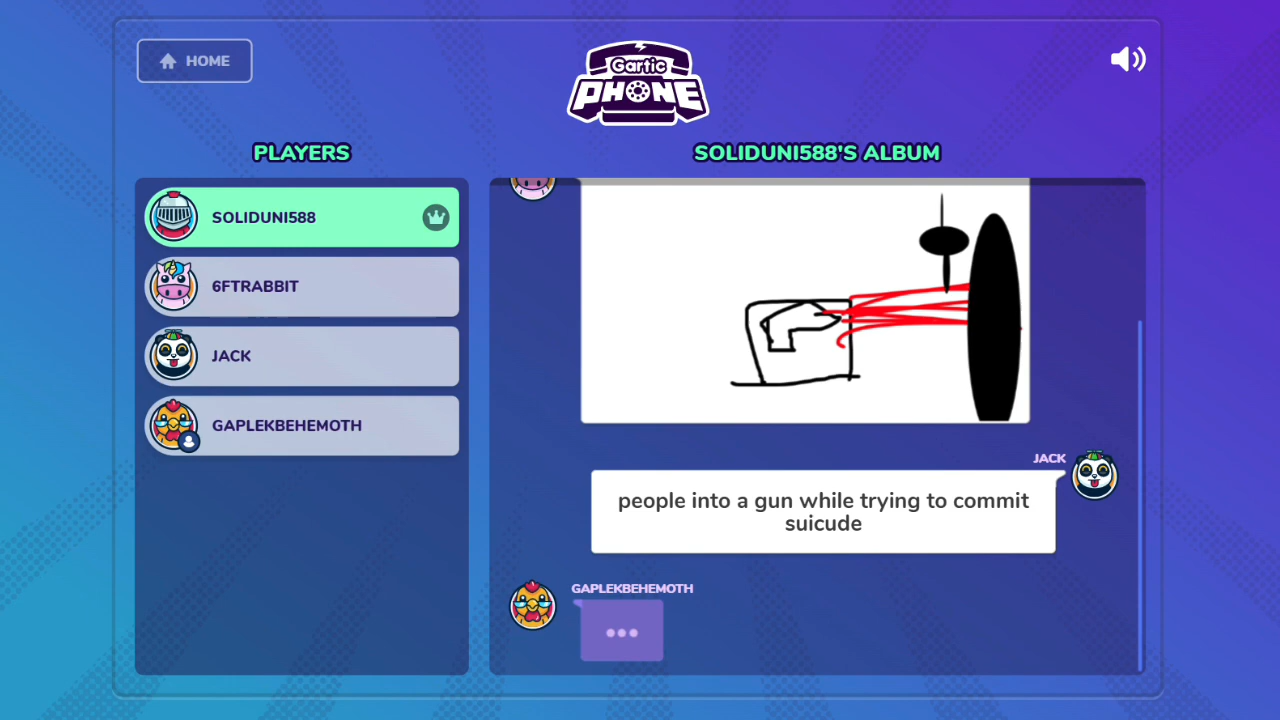 HOME
Gartic
PHONE
PLAYERS
SOLIDUNI588'S ALBUM
SOLIDUNI588
6FTRABBIT
JACK
GAPLEKBEHEMOTH
JACK
people into a gun while trying to commit
suicude
GAPLEKBEHEMOTH